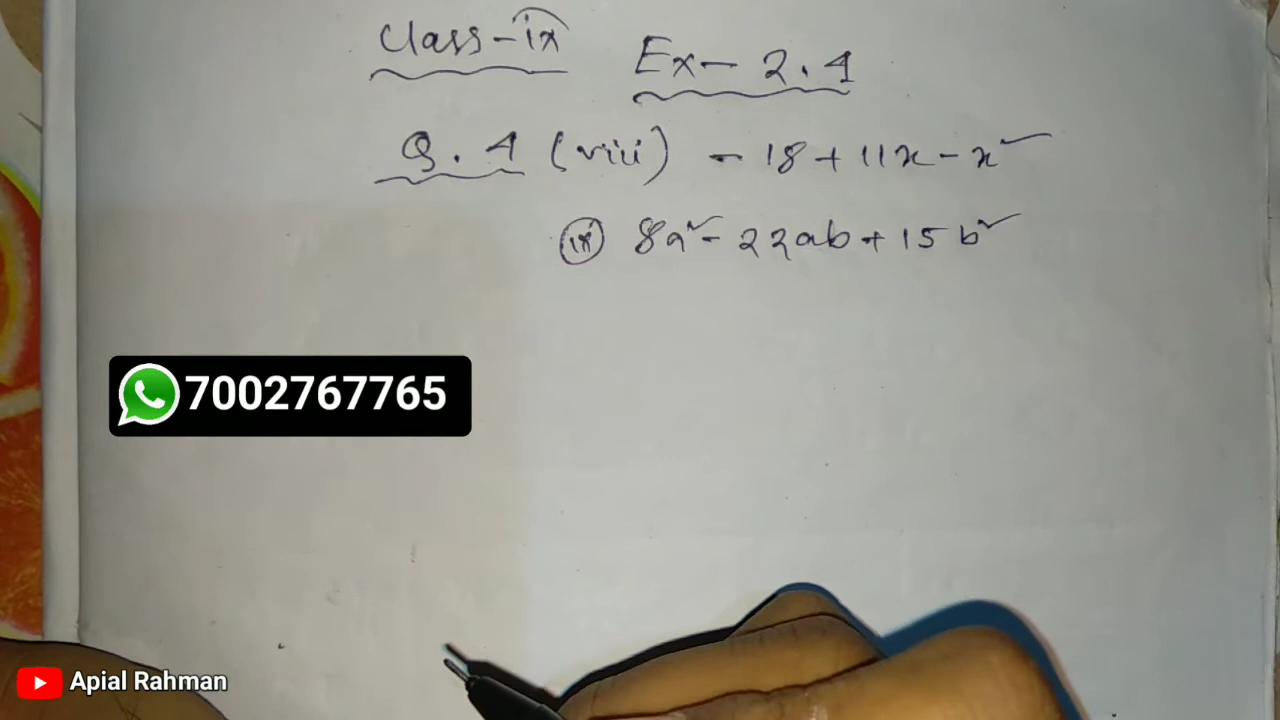 Class-ix
Ex- 2.4
Q.4 (viii) - 18 + 11x - x²
(ix) 8a² - 22ab + 15b²
7002767765
Apial Rahman